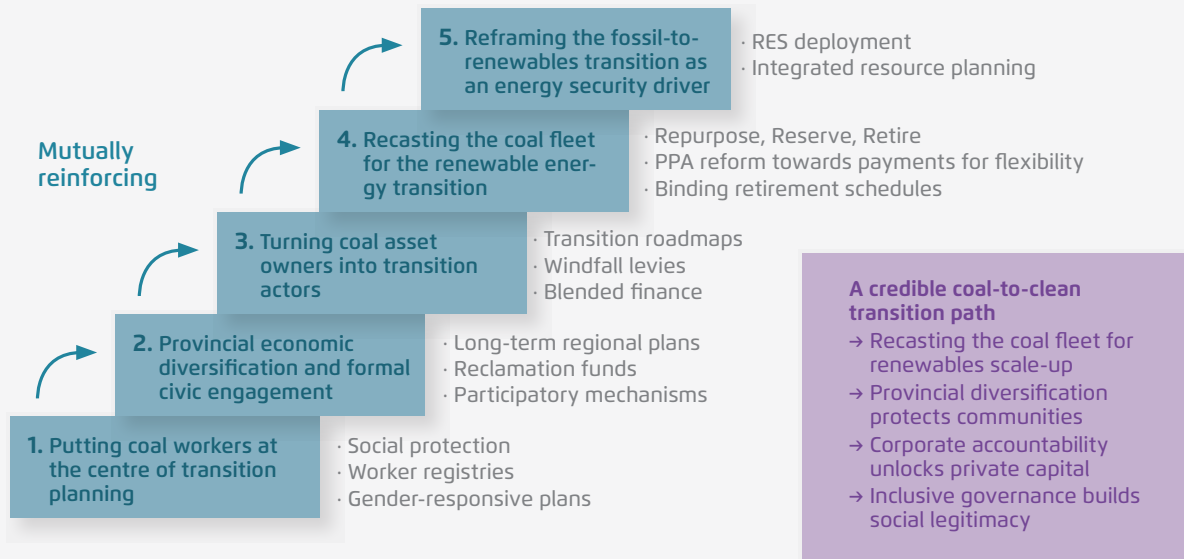 5. Reframing the fossil-to-
renewables transition as
an energy security driver
· RES deployment
· Integrated resource planning
Mutually
reinforcing
4. Recasting the coal fleet
for the renewable ener-
gy transition
· Repurpose, Reserve, Retire
· PPA reform towards payments for flexibility
· Binding retirement schedules
3. Turning coal asset
owners into transition
actors
· Transition roadmaps
· Windfall levies
· Blended finance
2. Provincial economic
diversification and formal
civic engagement
· Long-term regional plans
· Reclamation funds
· Participatory mechanisms
1. Putting coal workers at
the centre of transition
planning
· Social protection
· Worker registries
· Gender-responsive plans
A credible coal-to-clean
transition path
→ Recasting the coal fleet for
renewables scale-up
→ Provincial diversification
protects communities
→ Corporate accountability
unlocks private capital
→ Inclusive governance builds
social legitimacy